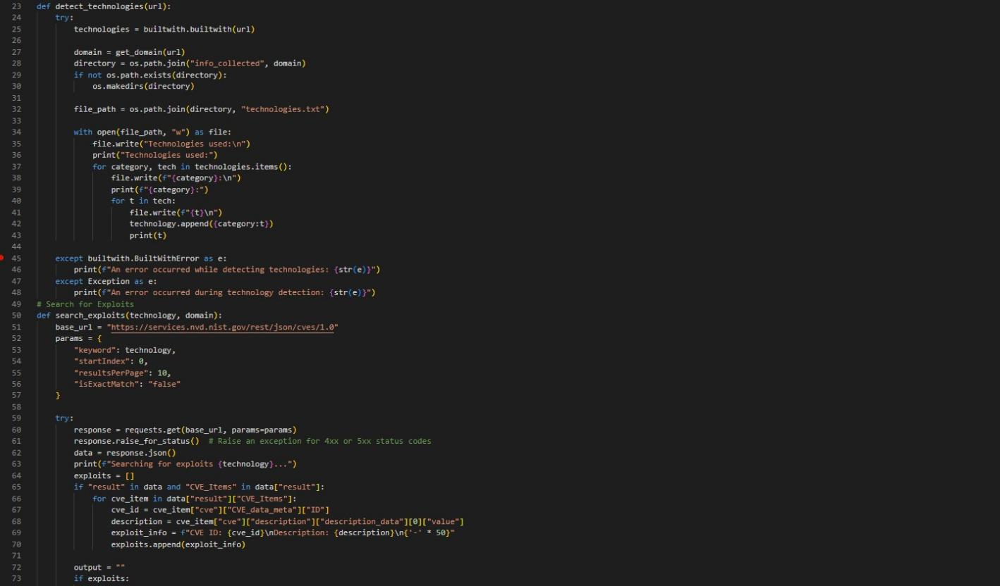 23 def detect_technologies(url):
24     try:
25         technologies = builtwith.builtwith(url)
26
27         domain = get_domain(url)
28         directory = os.path.join("info_collected", domain)
29         if not os.path.exists(directory):
30             os.makedirs(directory)
31
32         file_path = os.path.join(directory, "technologies.txt")
33
34         with open(file_path, "w") as file:
35             file.write("Technologies used:\n")
36             print("Technologies used:")
37             for category, tech in technologies.items():
38                 file.write(f"{category}:\n")
39                 print(f"{category}:")
40                 for t in tech:
41                     file.write(f"{t}\n")
42                     technology.append({category:t})
43                     print(t)
44
45     except builtwith.BuiltWithError as e:
46         print(f"An error occurred while detecting technologies: {str(e)}")
47     except Exception as e:
48         print(f"An error occurred during technology detection: {str(e)}")
49 # Search for Exploits
50 def search_exploits(technology, domain):
51     base_url = "https://services.nvd.nist.gov/rest/json/cves/1.0"
52     params = {
53         "keyword": technology,
54         "startIndex": 0,
55         "resultsPerPage": 10,
56         "isExactMatch": "false"
57     }
58
59     try:
60         response = requests.get(base_url, params=params)
61         response.raise_for_status()  # Raise an exception for 4xx or 5xx status codes
62         data = response.json()
63         print(f"Searching for exploits {technology}...")
64         exploits = []
65         if "result" in data and "CVE_Items" in data["result"]:
66             for cve_item in data["result"]["CVE_Items"]:
67                 cve_id = cve_item["cve"]["CVE_data_meta"]["ID"]
68                 description = cve_item["cve"]["description"]["description_data"][0]["value"]
69                 exploit_info = f"CVE ID: {cve_id}\nDescription: {description}\n{'-' * 50}"
70                 exploits.append(exploit_info)
71
72         output = ""
73         if exploits: